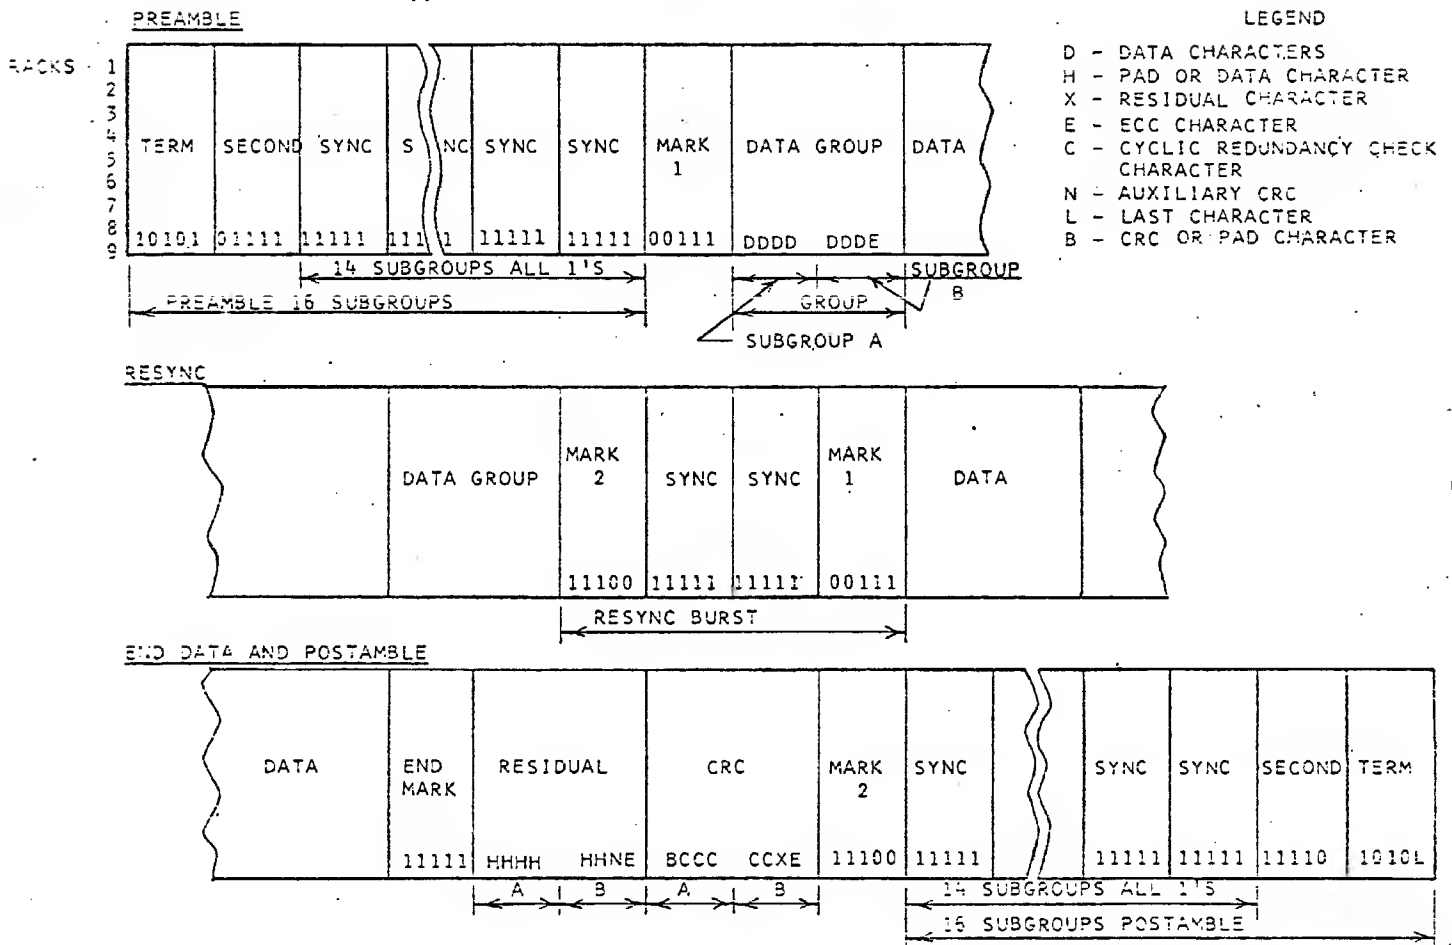 PREAMBLE
LEGEND
D - DATA CHARACTERS
H - PAD OR DATA CHARACTER
X - RESIDUAL CHARACTER
E - ECC CHARACTER
C - CYCLIC REDUNDANCY CHECK
CHARACTER
N - AUXILIARY CRC
L - LAST CHARACTER
B - CRC OR PAD CHARACTER
RACKS 1
2
3
4
5
6
7
8
9
TERM SECOND SYNC S NC SYNC SYNC MARK 1 DATA GROUP DATA
10101 01111 11111 111 1 11111 11111 00111 DDDD DDDE
14 SUBGROUPS ALL 1'S
SUBGROUP
B
PREAMBLE 16 SUBGROUPS
GROUP
SUBGROUP A
RESYNC
DATA GROUP MARK 2 SYNC SYNC MARK 1 DATA
11100 11111 11111 00111
RESYNC BURST
END DATA AND POSTAMBLE
DATA END MARK RESIDUAL CRC MARK 2 SYNC SYNC SYNC SECOND TERM
11111 HHHH HHNE BCCC CCXE 11100 11111 11111 11111 11110 1010L
A B A B
14 SUBGROUPS ALL 1'S
16 SUBGROUPS POSTAMBLE